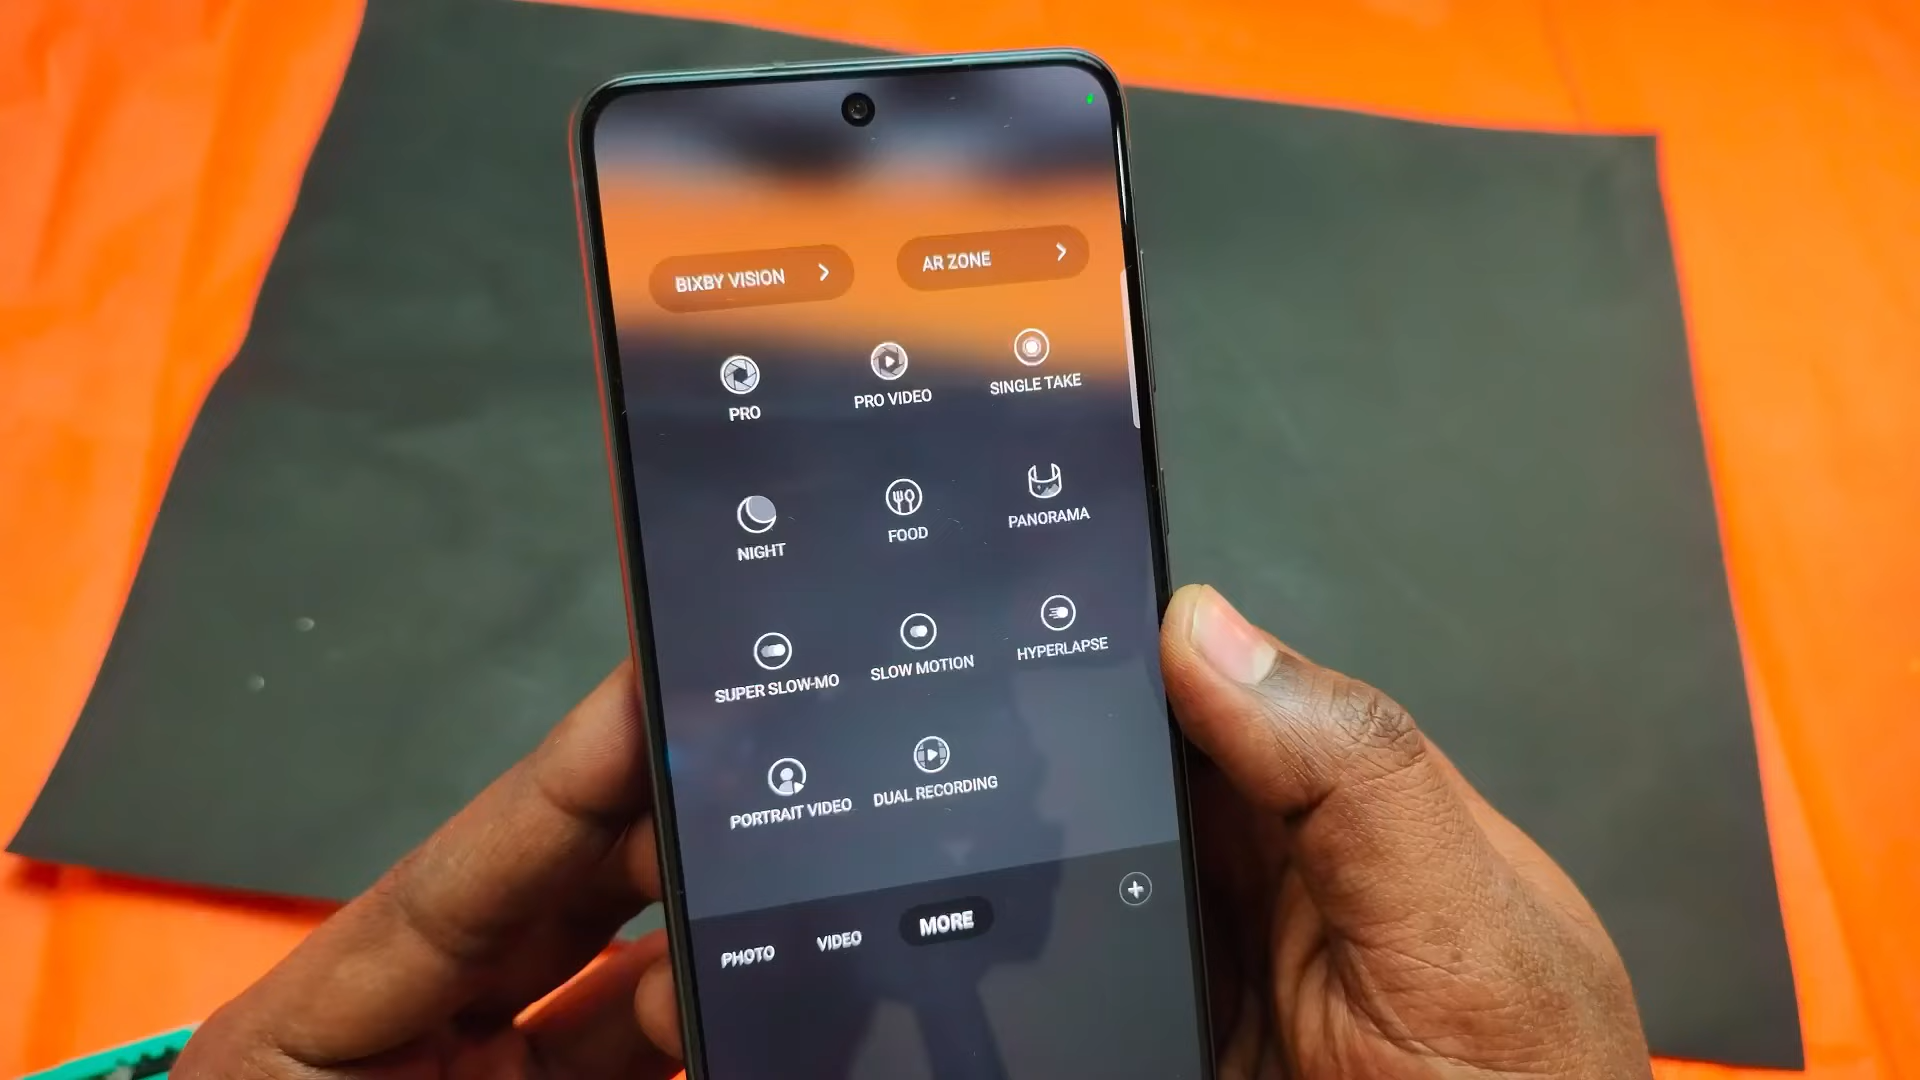 BIXBY VISION
AR ZONE
PRO
PRO VIDEO
SINGLE TAKE
NIGHT
FOOD
PANORAMA
SUPER SLOW-MO
SLOW MOTION
HYPERLAPSE
PORTRAIT VIDEO
DUAL RECORDING
PHOTO
VIDEO
MORE